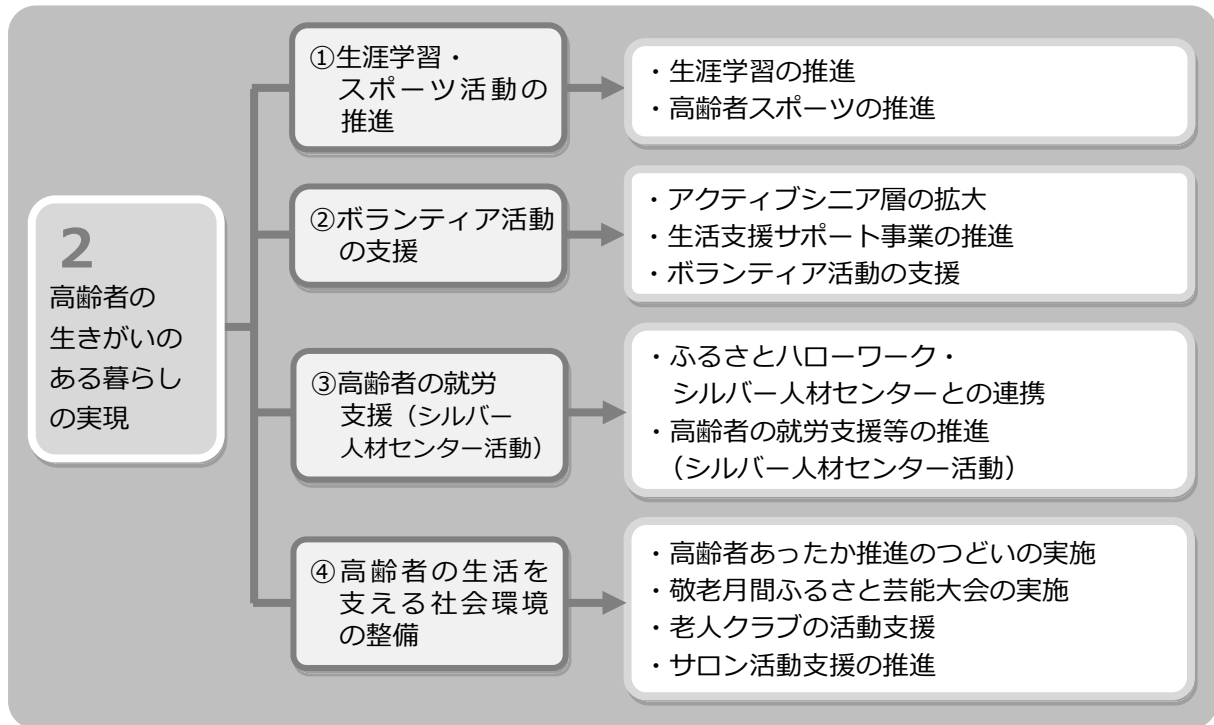 2
高齢者の
生きがいの
ある暮らし
の実現
①生涯学習・
スポーツ活動の
推進
・生涯学習の推進
・高齢者スポーツの推進
②ボランティア活動
の支援
・アクティブシニア層の拡大
・生活支援サポート事業の推進
・ボランティア活動の支援
③高齢者の就労
支援（シルバー
人材センター活動）
・ふるさとハローワーク・
シルバー人材センターとの連携
・高齢者の就労支援等の推進
（シルバー人材センター活動）
④高齢者の生活を
支える社会環境
の整備
・高齢者あったか推進のつどいの実施
・敬老月間ふるさと芸能大会の実施
・老人クラブの活動支援
・サロン活動支援の推進